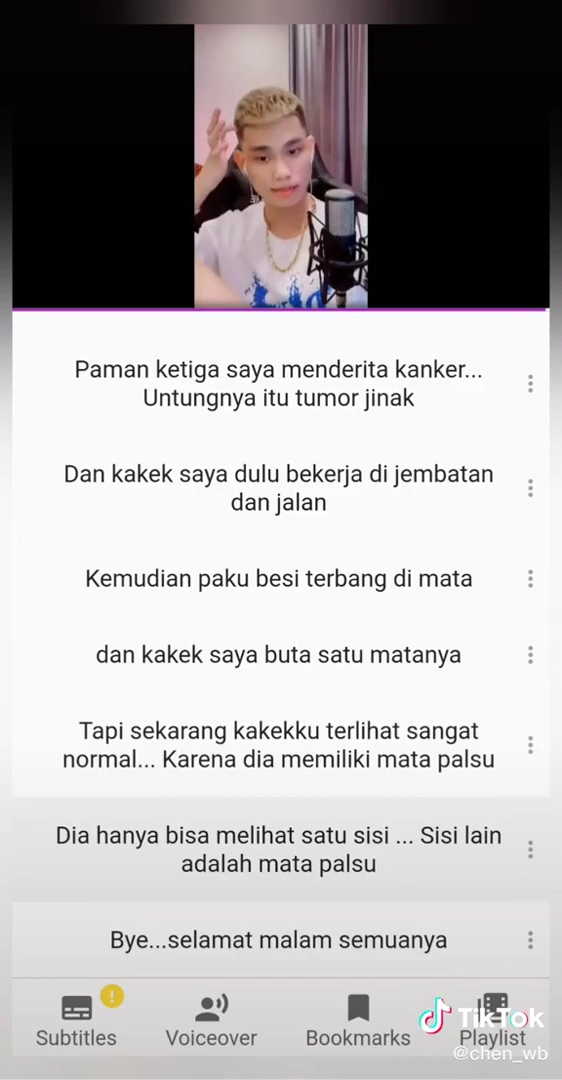 Paman ketiga saya menderita kanker...
Untungnya itu tumor jinak
Dan kakek saya dulu bekerja di jembatan
dan jalan
Kemudian paku besi terbang di mata
dan kakek saya buta satu matanya
Tapi sekarang kakekku terlihat sangat
normal... Karena dia memiliki mata palsu
Dia hanya bisa melihat satu sisi ... Sisi lain
adalah mata palsu
Bye...selamat malam semuanya
Subtitles
Voiceover
Bookmarks
Playlist
TikTok
@chen_wb